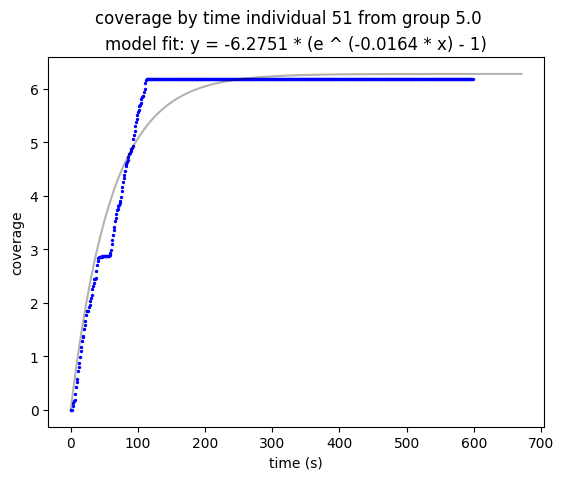 coverage by time individual 51 from group 5.0
model fit: y = -6.2751 * (e ^ (-0.0164 * x) - 1)
6
5
4
3
2
1
0
coverage
0 100 200 300 400 500 600 700
time (s)